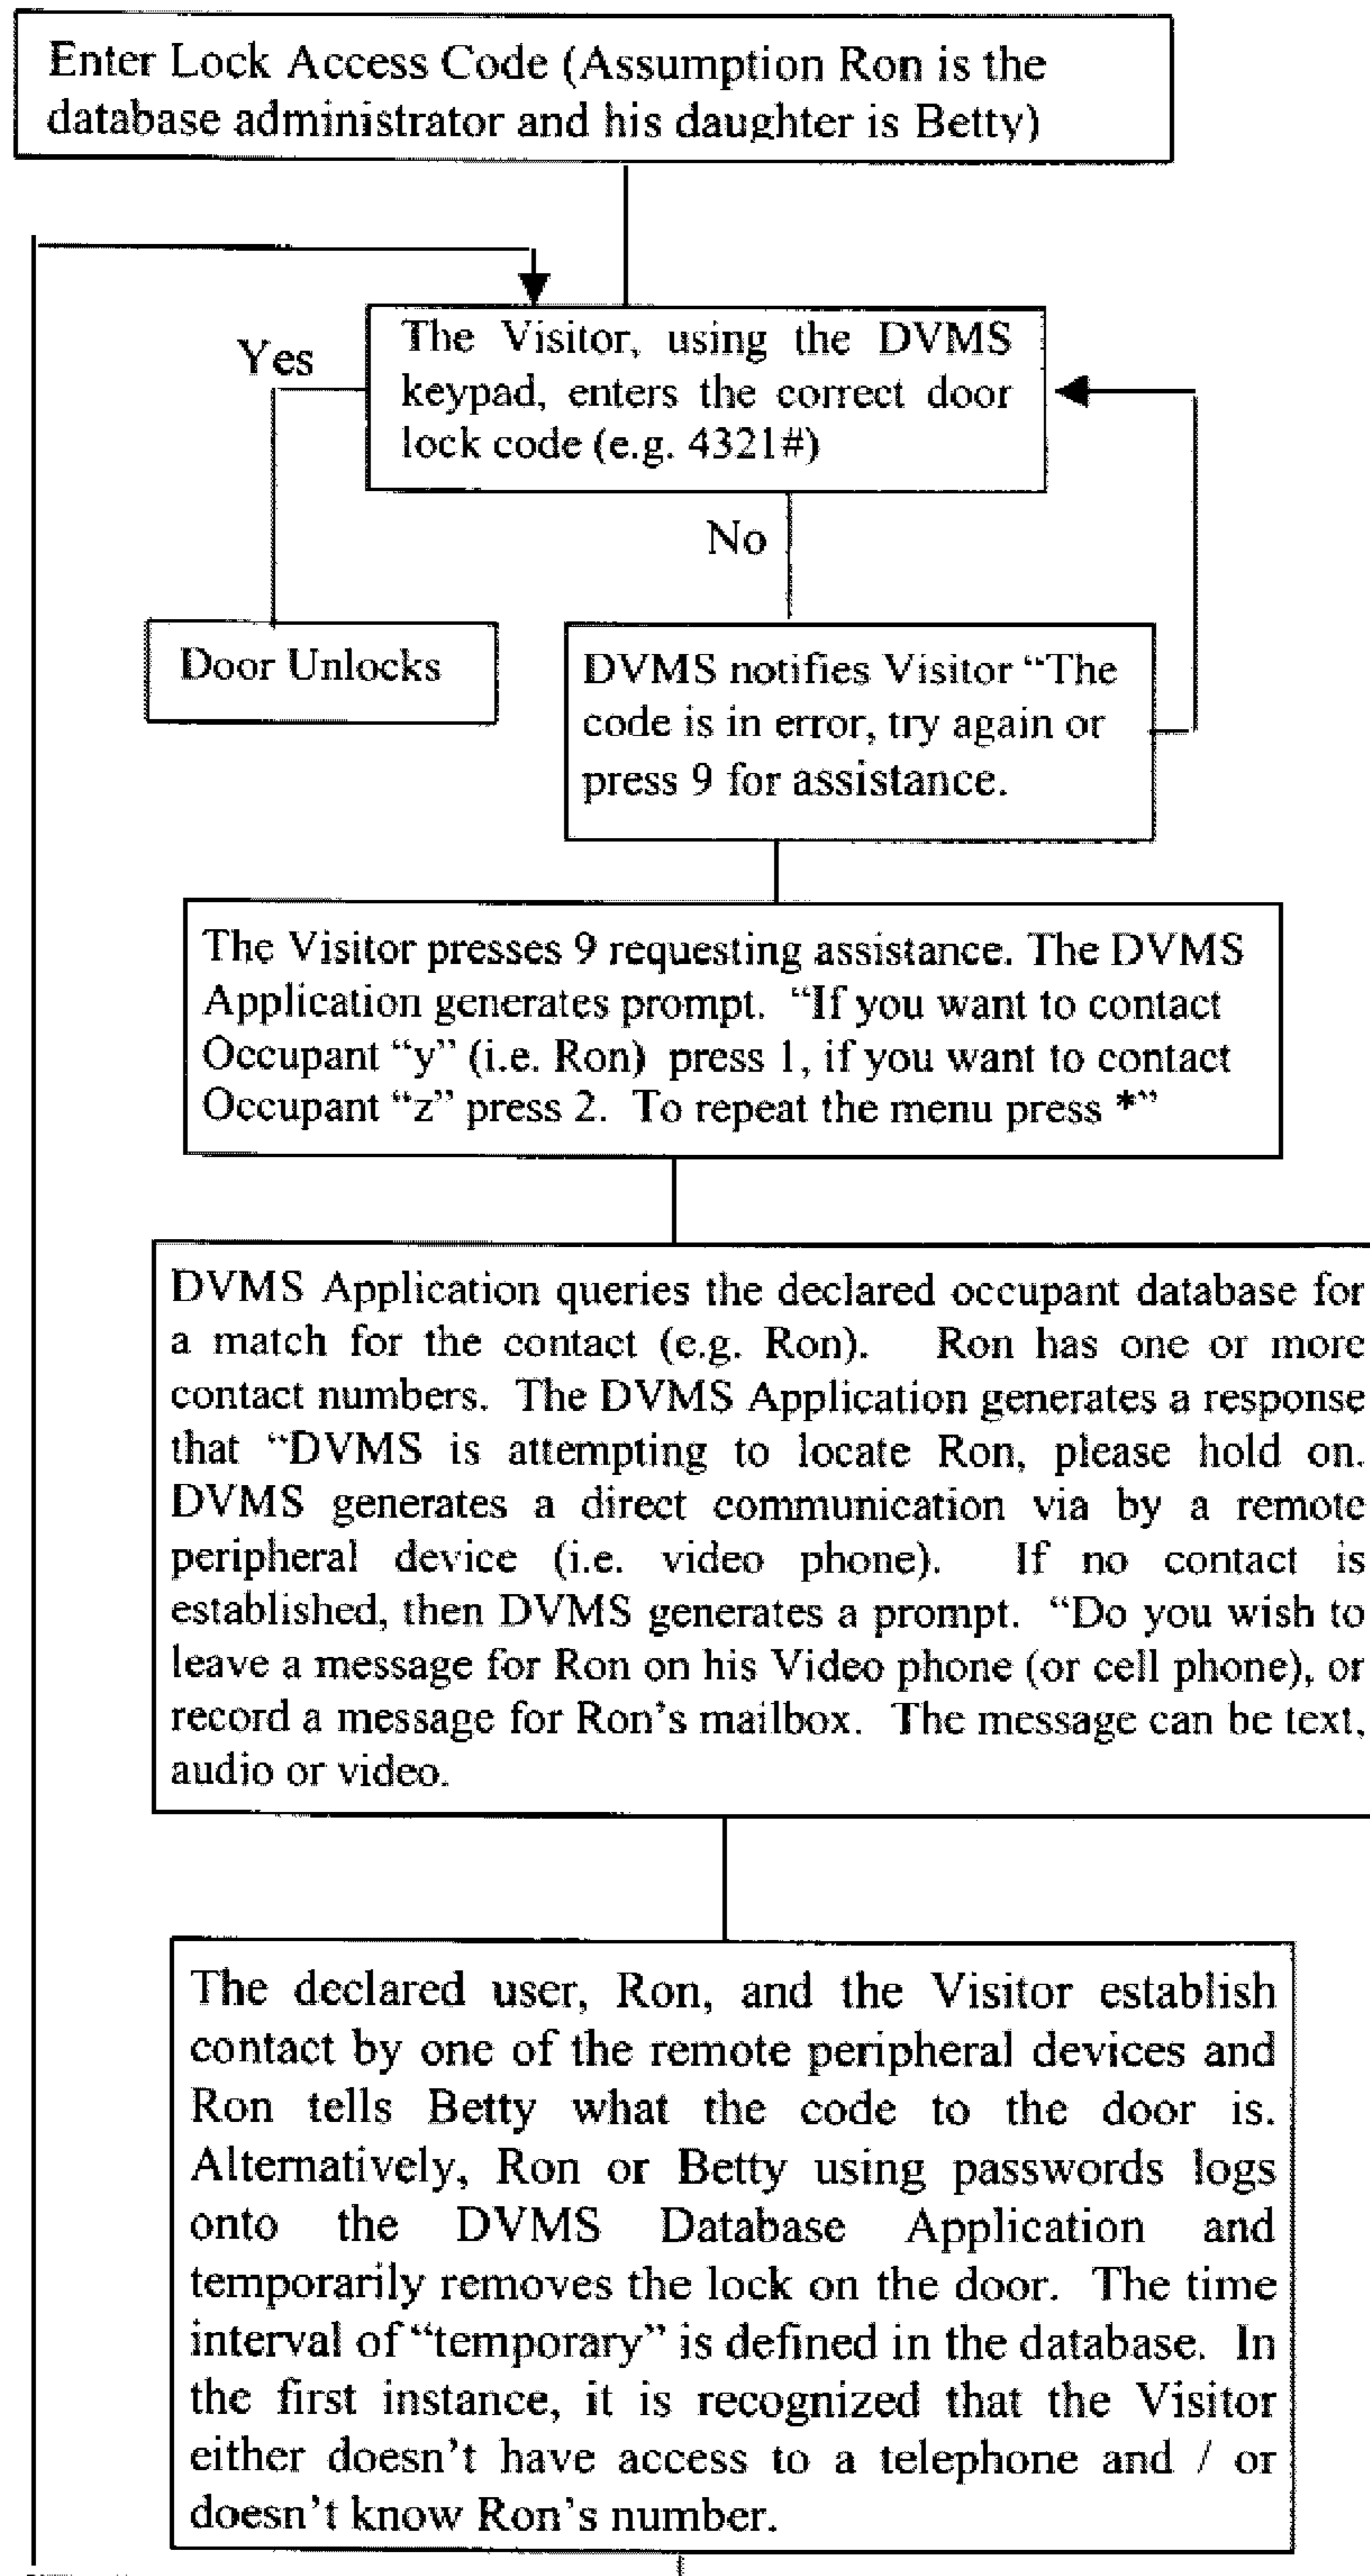 Enter Lock Access Code (Assumption Ron is the
database administrator and his daughter is Betty)
The Visitor, using the DVMS
keypad, enters the correct door
lock code (e.g. 4321#)
Yes
No
Door Unlocks
DVMS notifies Visitor “The
code is in error, try again or
press 9 for assistance.
The Visitor presses 9 requesting assistance. The DVMS
Application generates prompt. “If you want to contact
Occupant “y” (i.e. Ron) press 1, if you want to contact
Occupant “z” press 2. To repeat the menu press *”
DVMS Application queries the declared occupant database for
a match for the contact (e.g. Ron). Ron has one or more
contact numbers. The DVMS Application generates a response
that “DVMS is attempting to locate Ron, please hold on.
DVMS generates a direct communication via by a remote
peripheral device (i.e. video phone). If no contact is
established, then DVMS generates a prompt. “Do you wish to
leave a message for Ron on his Video phone (or cell phone), or
record a message for Ron’s mailbox. The message can be text,
audio or video.
The declared user, Ron, and the Visitor establish
contact by one of the remote peripheral devices and
Ron tells Betty what the code to the door is.
Alternatively, Ron or Betty using passwords logs
onto the DVMS Database Application and
temporarily removes the lock on the door. The time
interval of “temporary” is defined in the database. In
the first instance, it is recognized that the Visitor
either doesn’t have access to a telephone and / or
doesn’t know Ron’s number.